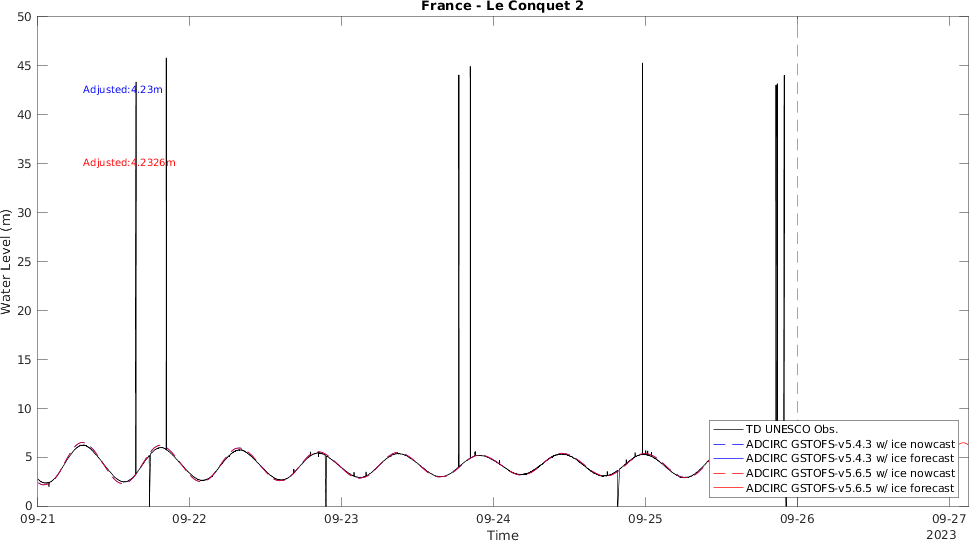 France - Le Conquet 2
50
45
40
35
30
25
20
15
10
5
0
Water Level (m)
Adjusted:4.23m
Adjusted:4.2326m
TD UNESCO Obs.
ADCIRC GSTOFS-v5.4.3 w/ ice nowcast
ADCIRC GSTOFS-v5.4.3 w/ ice forecast
ADCIRC GSTOFS-v5.6.5 w/ ice nowcast
ADCIRC GSTOFS-v5.6.5 w/ ice forecast
09-21 09-22 09-23 09-24 09-25 09-26 09-27
Time
2023